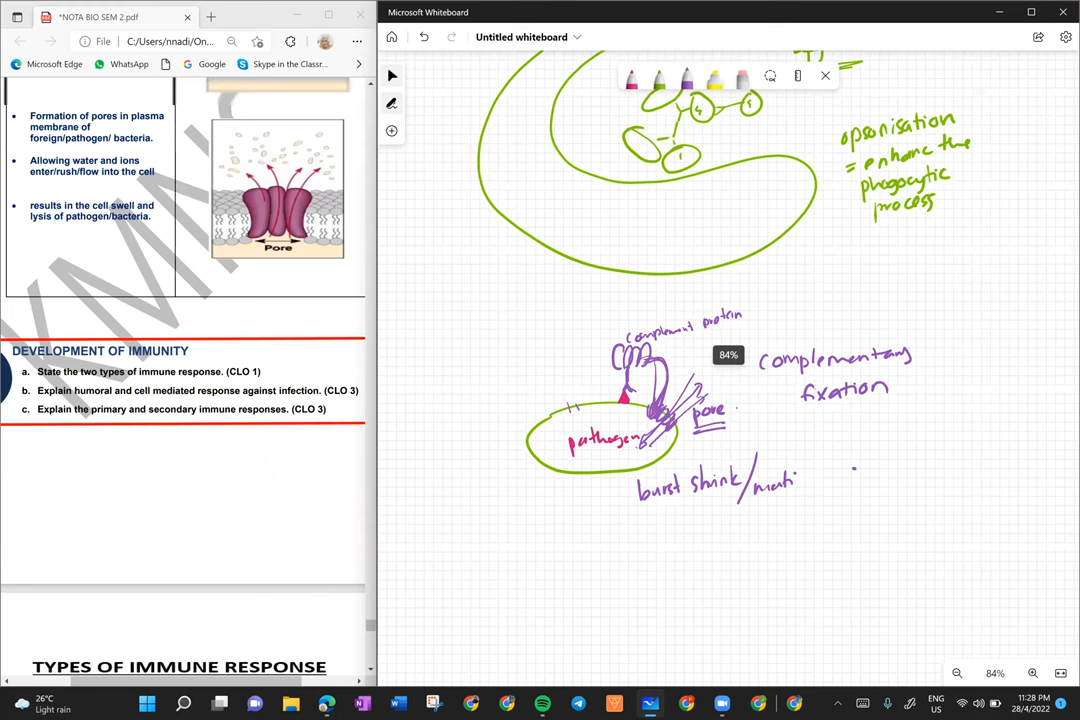 *NOTA BIO SEM 2.pdf
File
C:/Users/nnadi/On...
Microsoft Edge
WhatsApp
Google
Skype in the Classr...
Formation of pores in plasma
membrane of
foreign/pathogen/ bacteria.
Allowing water and ions
enter/rush/flow into the cell
results in the cell swell and
lysis of pathogen/bacteria.
Pore
DEVELOPMENT OF IMMUNITY
a. State the two types of immune response. (CLO 1)
b. Explain humoral and cell mediated response against infection. (CLO 3)
c. Explain the primary and secondary immune responses. (CLO 3)
TYPES OF IMMUNE RESPONSE
Microsoft Whiteboard
Untitled whiteboard
opsonisation
= enhanc the
phagocytic
process
complement protein
84%
complementary
fixation
pore
pathogen
burst shrink/mati
84%
26°C
Light rain
ENG
US
11:28 PM
28/4/2022